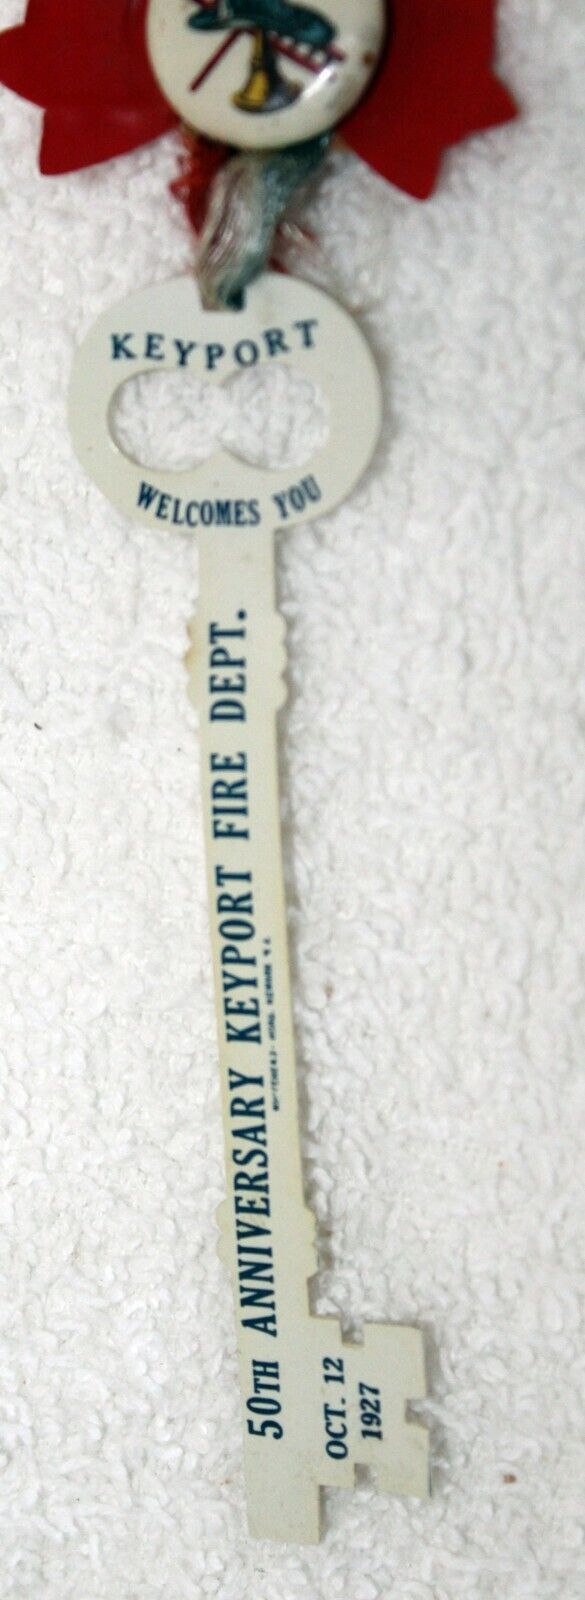 KEYPORT
WELCOMES YOU
50TH ANNIVERSARY KEYPORT FIRE DEPT.
OCT. 12
1927